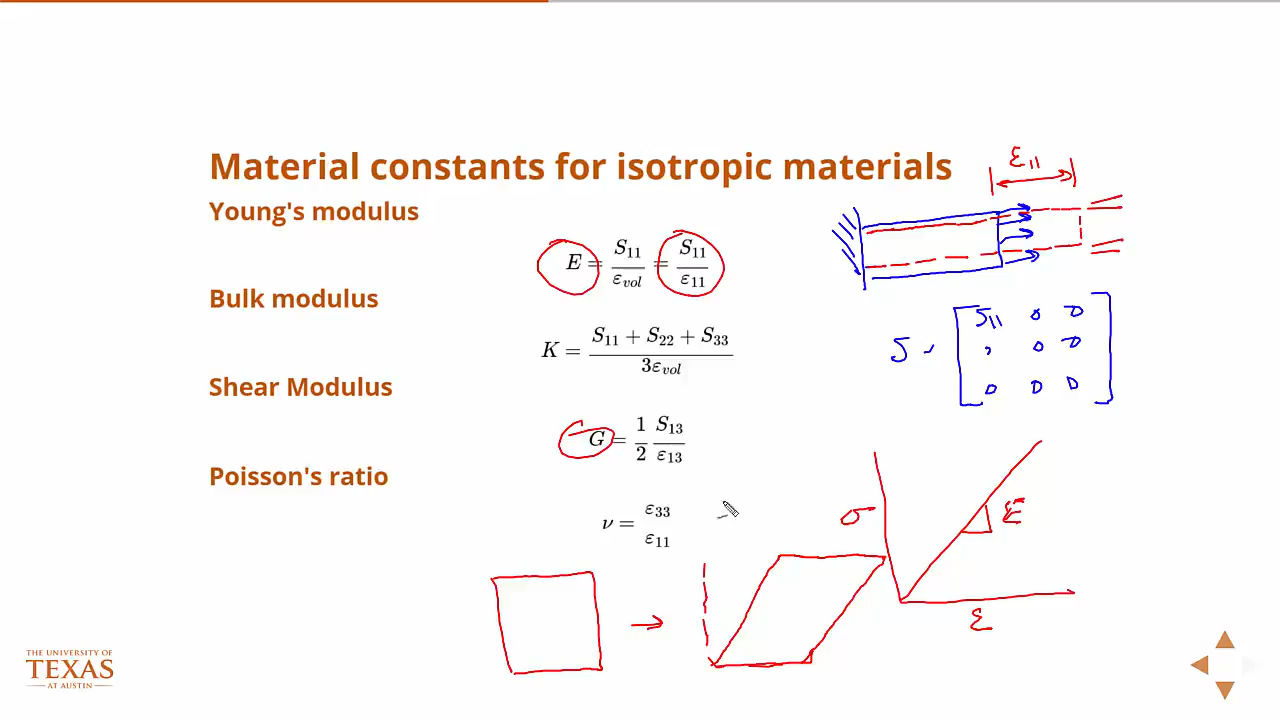 Material constants for isotropic materials
ε11
Young's modulus
E = S11/εvol = S11/ε11
Bulk modulus
K = (S11 + S22 + S33)/(3εvol)
S11 0 0
0 0
0 0 0
Shear Modulus
G = 1/2 S13/ε13
Poisson's ratio
ν = ε33/ε11
σ
E
ε
THE UNIVERSITY OF
TEXAS
— AT AUSTIN —